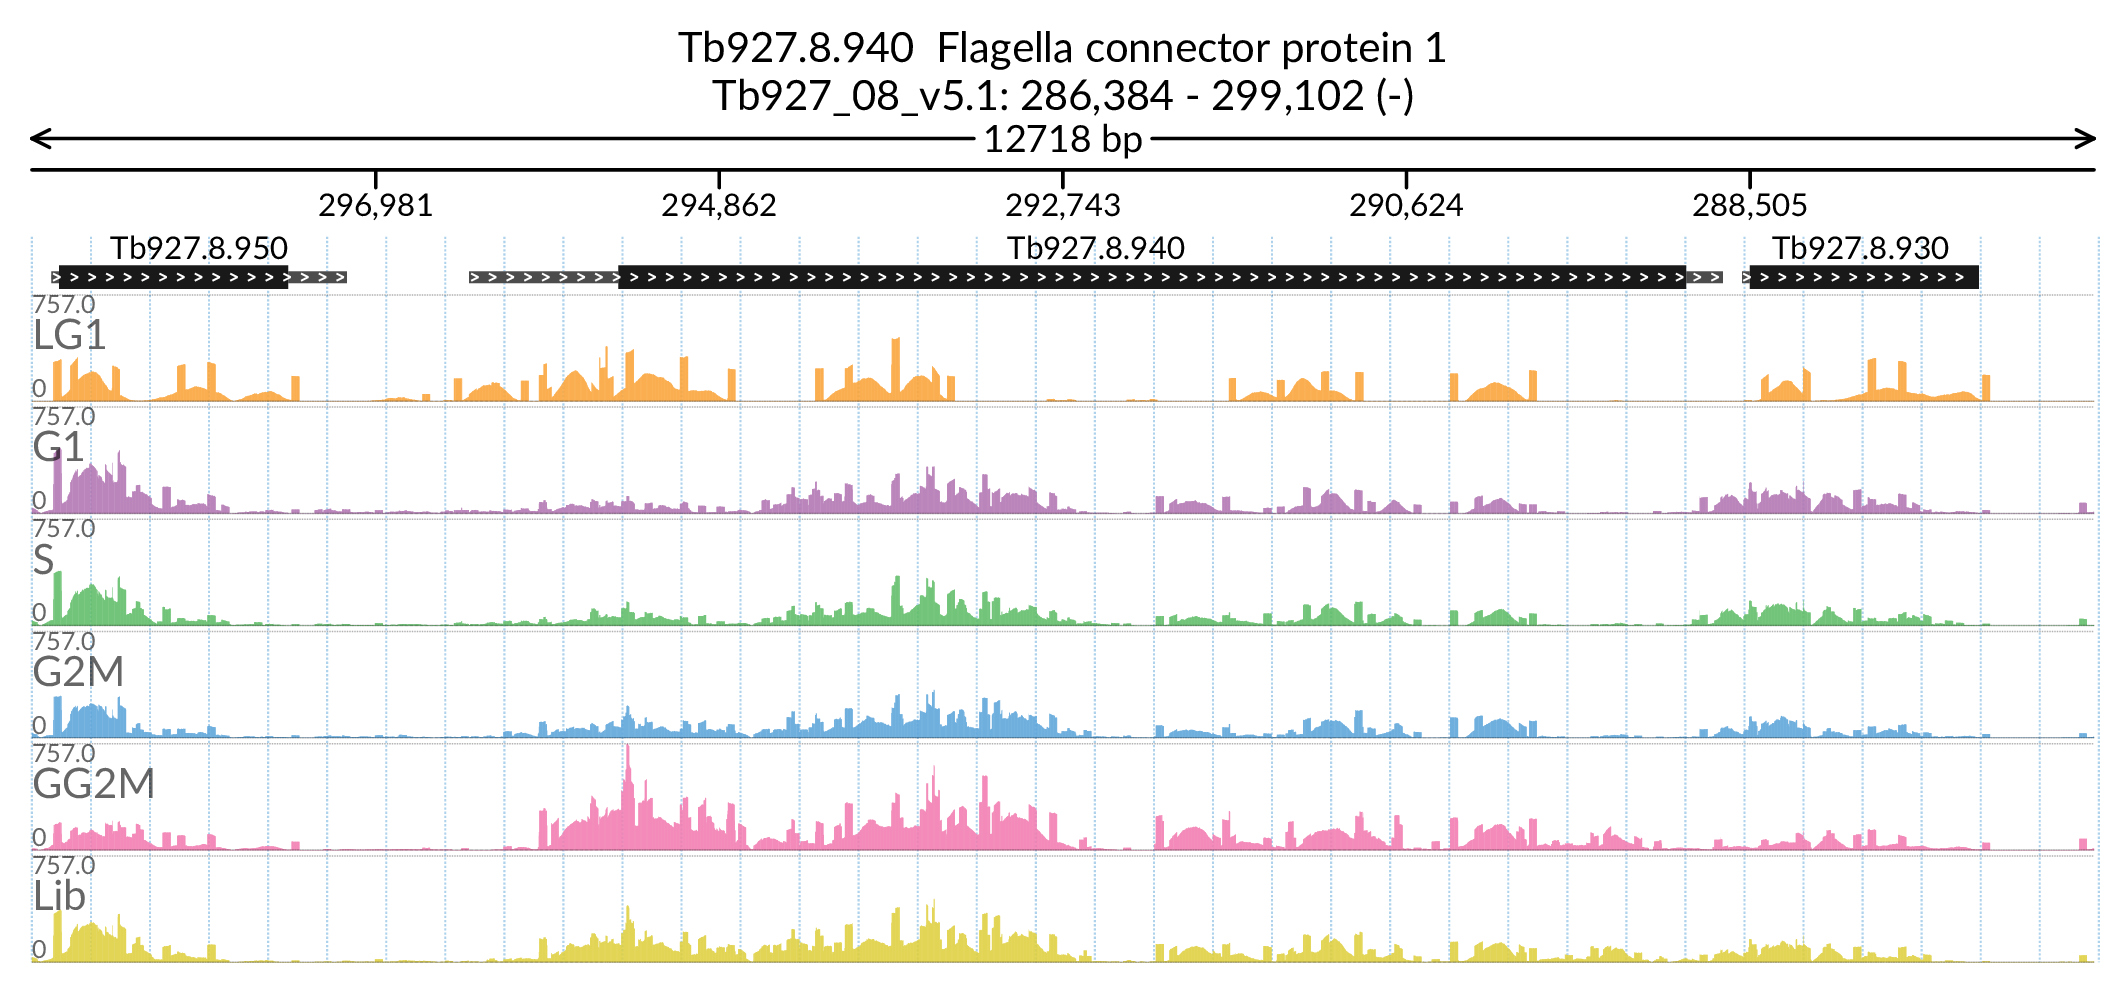 Tb927.8.940 Flagella connector protein 1
Tb927_08_v5.1: 286,384 - 299,102 (-)
12718 bp
296,981 294,862 292,743 290,624 288,505
Tb927.8.950 Tb927.8.940 Tb927.8.930
757.0
LG1
0
757.0
G1
0
757.0
S
0
757.0
G2M
0
757.0
GG2M
0
757.0
Lib
0